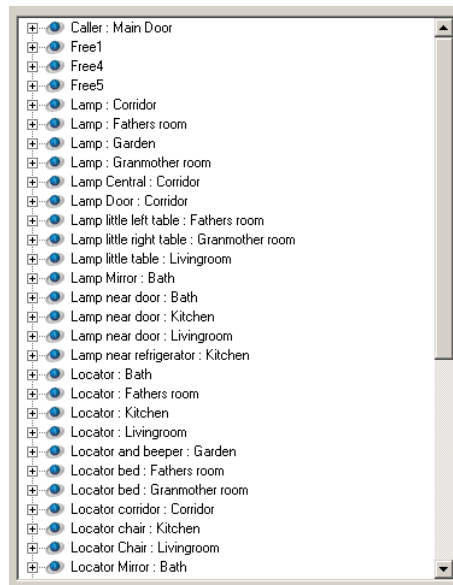 Caller : Main Door
Free1
Free4
Free5
Lamp : Corridor
Lamp : Fathers room
Lamp : Garden
Lamp : Granmother room
Lamp Central : Corridor
Lamp Door : Corridor
Lamp little left table : Fathers room
Lamp little right table : Granmother room
Lamp little table : Livingroom
Lamp Mirror : Bath
Lamp near door : Bath
Lamp near door : Kitchen
Lamp near door : Livingroom
Lamp near refrigerator : Kitchen
Locator : Bath
Locator : Fathers room
Locator : Kitchen
Locator : Livingroom
Locator and beeper : Garden
Locator bed : Fathers room
Locator bed : Granmother room
Locator corridor : Corridor
Locator chair : Kitchen
Locator Chair : Livingroom
Locator Mirror : Bath